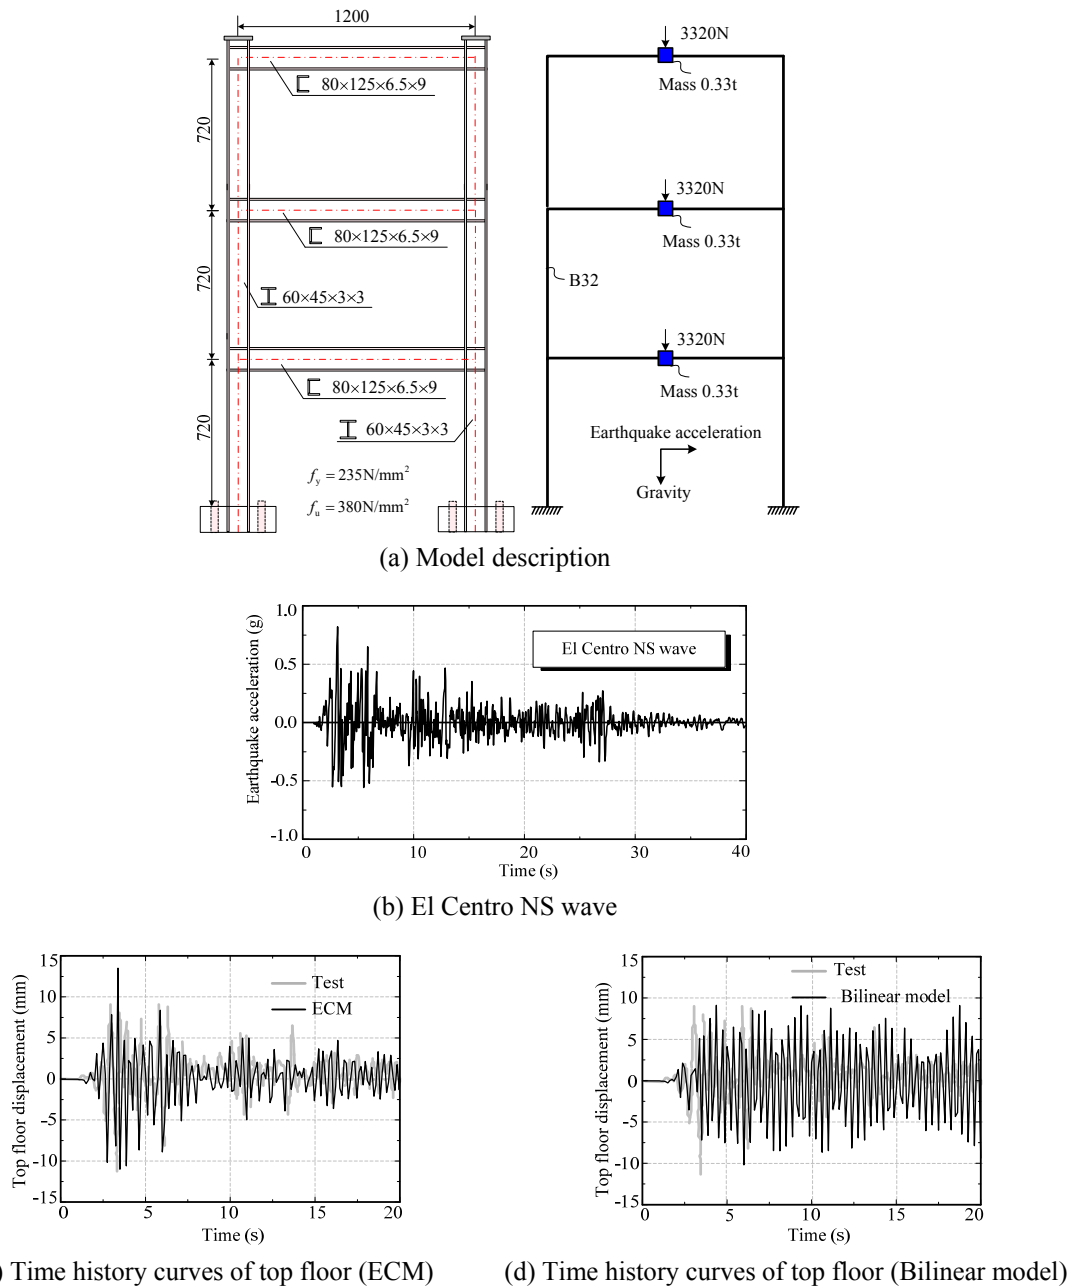 1200
3320N
80×125×6.5×9
Mass 0.33t
720
3320N
80×125×6.5×9
Mass 0.33t
720
B32
60×45×3×3
3320N
80×125×6.5×9
Mass 0.33t
720
60×45×3×3
Earthquake acceleration
Gravity
fy = 235N/mm2
fu = 380N/mm2
(a) Model description
Earthquake acceleration (g)
1.0
0.5
0.0
-0.5
-1.0
El Centro NS wave
0 10 20 30 40
Time (s)
(b) El Centro NS wave
Top floor displacement (mm)
15
10
5
0
-5
-10
-15
Test
ECM
0 5 10 15 20
Time (s)
) Time history curves of top floor (ECM)
Top floor displacement (mm)
15
10
5
0
-5
-10
-15
Test
Bilinear model
0 5 10 15 20
Time (s)
(d) Time history curves of top floor (Bilinear model)